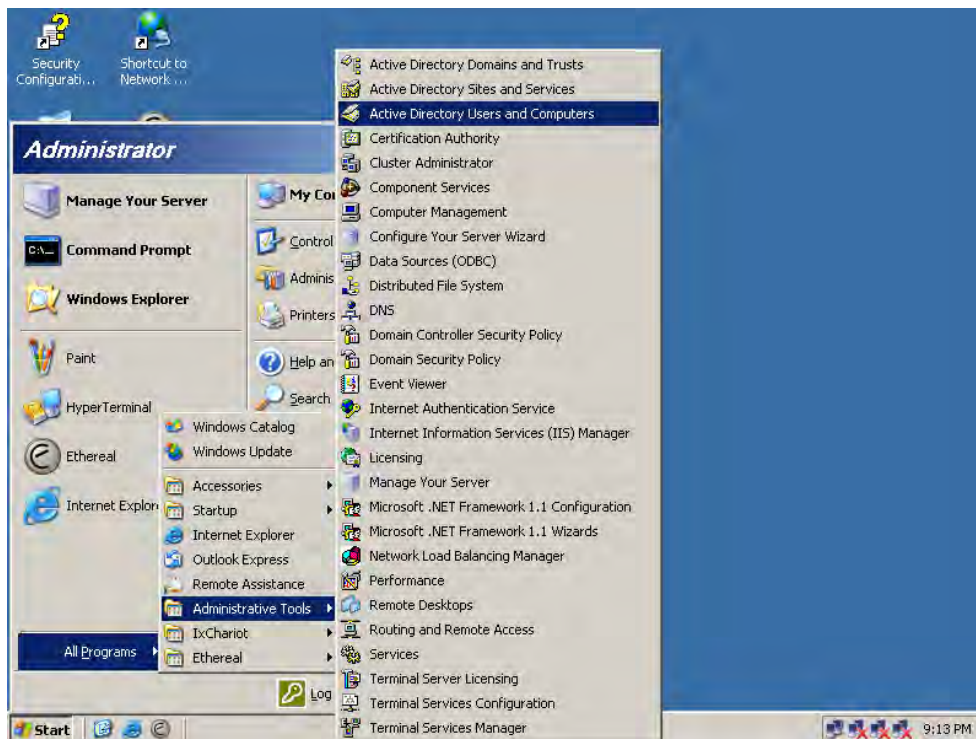 Security
Configurati...
Shortcut to
Network ...
Administrator
Manage Your Server
Command Prompt
Windows Explorer
Paint
HyperTerminal
Ethereal
Internet Explor
My Co
Control
Adminis
Printers
Help an
Search
Log
All Programs
Windows Catalog
Windows Update
Accessories
Startup
Internet Explorer
Outlook Express
Remote Assistance
Administrative Tools
IxChariot
Ethereal
Active Directory Domains and Trusts
Active Directory Sites and Services
Active Directory Users and Computers
Certification Authority
Cluster Administrator
Component Services
Computer Management
Configure Your Server Wizard
Data Sources (ODBC)
Distributed File System
DNS
Domain Controller Security Policy
Domain Security Policy
Event Viewer
Internet Authentication Service
Internet Information Services (IIS) Manager
Licensing
Manage Your Server
Microsoft .NET Framework 1.1 Configuration
Microsoft .NET Framework 1.1 Wizards
Network Load Balancing Manager
Performance
Remote Desktops
Routing and Remote Access
Services
Terminal Server Licensing
Terminal Services Configuration
Terminal Services Manager
Start
9:13 PM